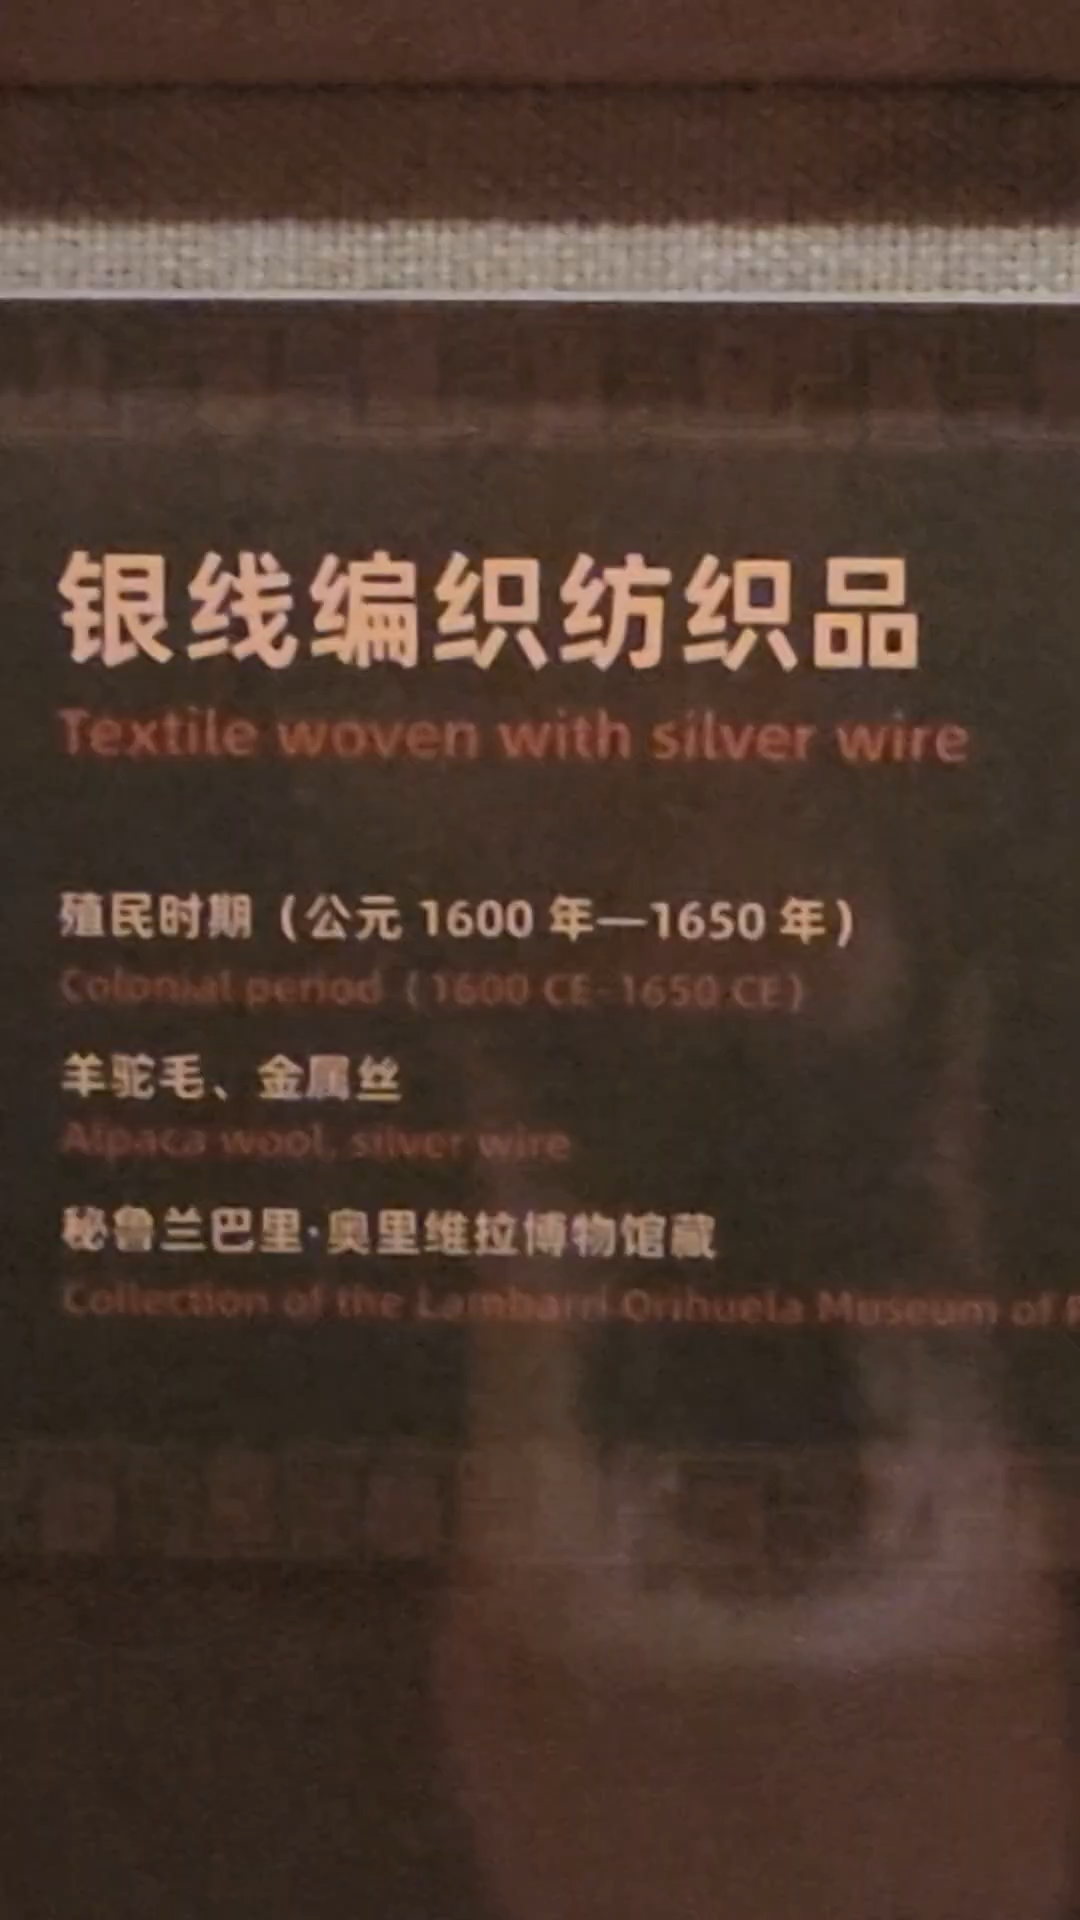 银线编织纺织品
Textile woven with silver wire
殖民时期（公元 1600 年—1650 年）
Colonial period（1600 CE-1650 CE）
羊驼毛、金属丝
Alpaca wool, silver wire
秘鲁兰巴里·奥里维拉博物馆藏
Collection of the Lambarri-Orihuela Museum of